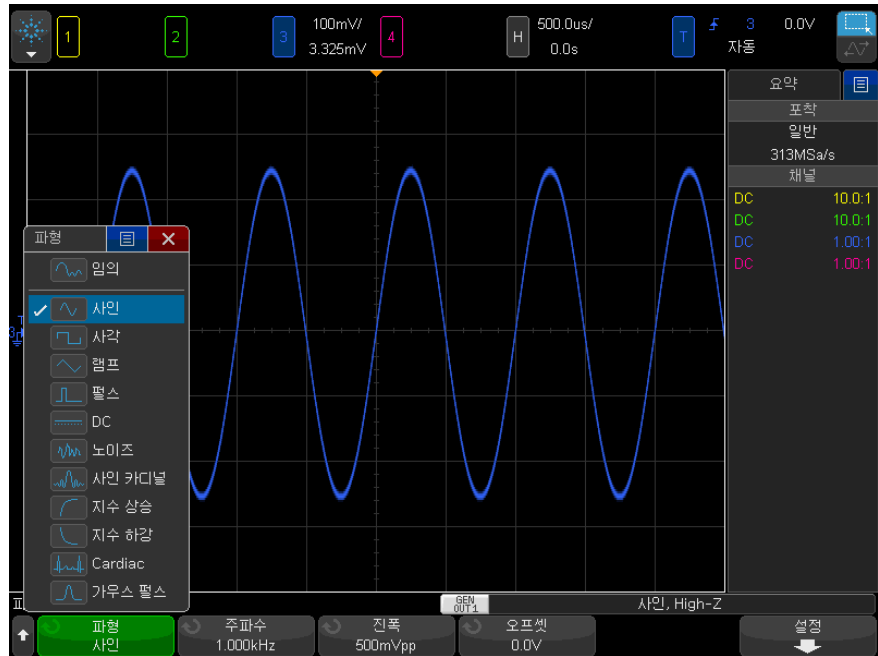 1
2
3
100mV/
3.325mV
4
H
500.0us/
0.0s
T
3
0.0V
자동
요약
포착
일반
313MSa/s
채널
DC 10.0:1
DC 10.0:1
DC 1.00:1
DC 1.00:1
파형
임의
사인
사각
램프
펄스
DC
노이즈
사인 카디널
지수 상승
지수 하강
Cardiac
가우스 펄스
T
3
GEN
OUT1
사인, High-Z
파형
사인
주파수
1.000kHz
진폭
500mVpp
오프셋
0.0V
설정